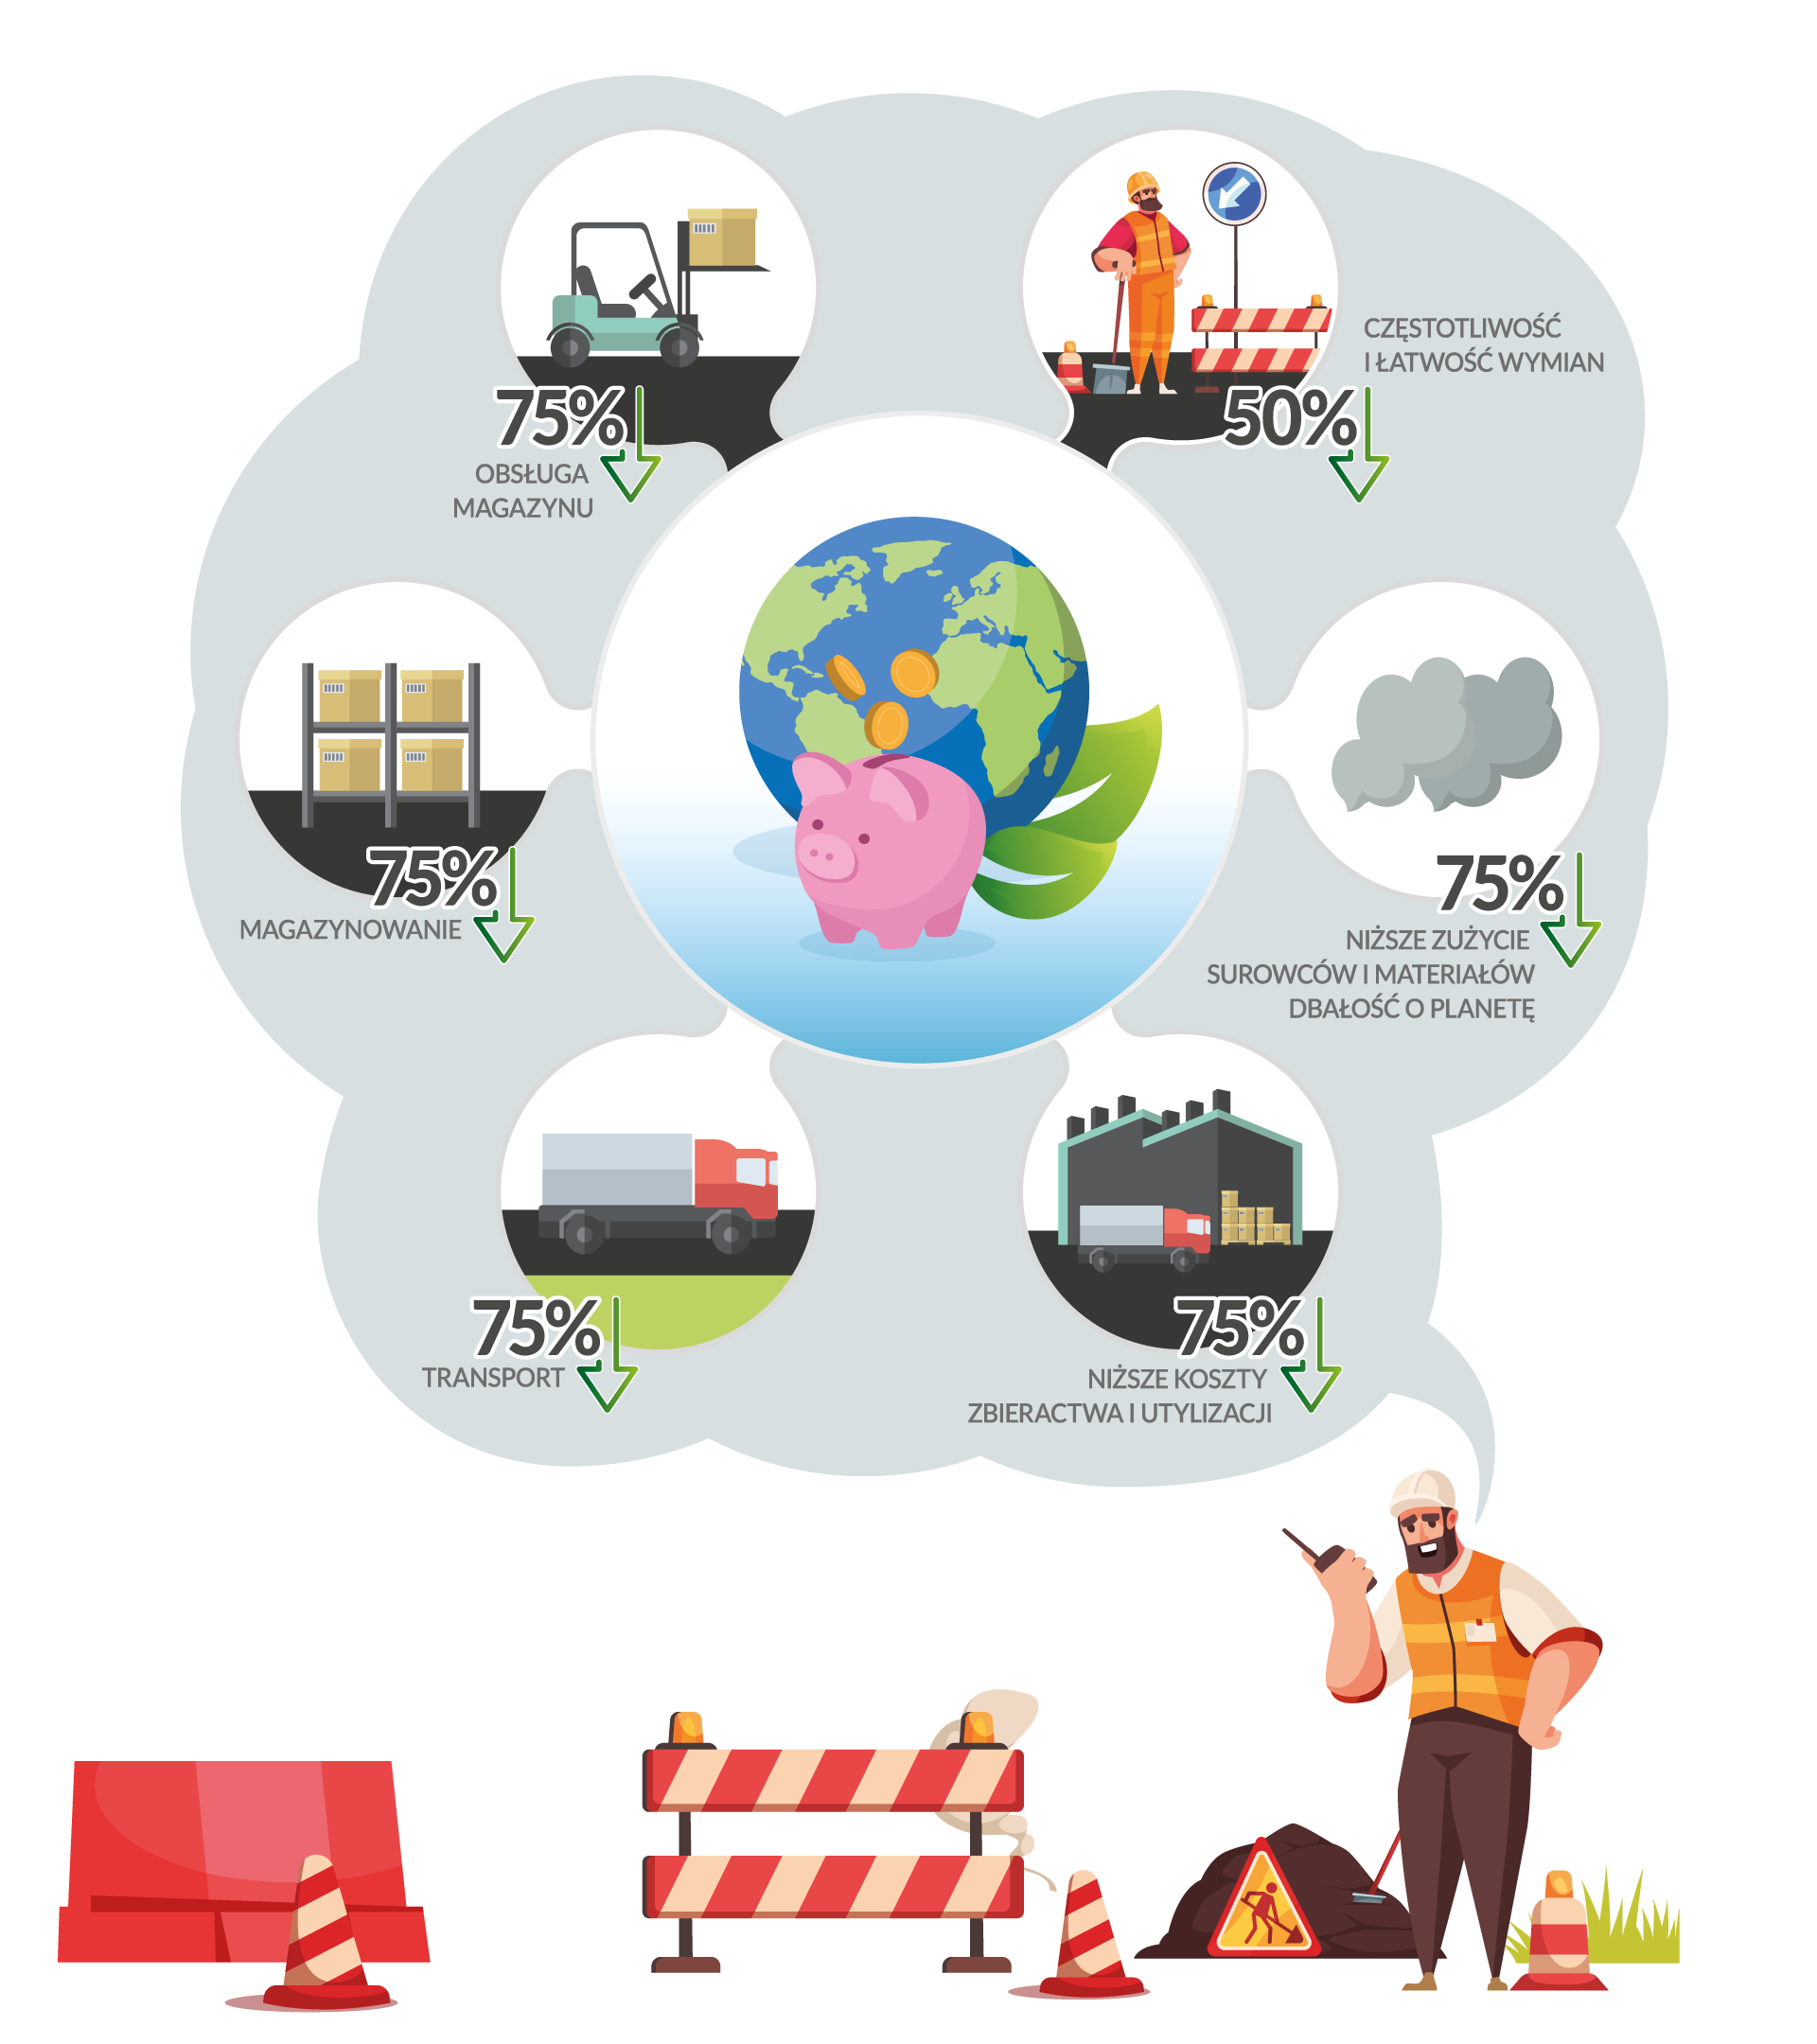 75%
OBSŁUGA
MAGAZYNU
CZĘSTOTLIWOŚĆ
I ŁATWOŚĆ WYMIAN
50%
75%
MAGAZYNOWANIE
75%
NIŻSZE ZUŻYCIE
SUROWCÓW I MATERIAŁÓW
DBAŁOŚĆ O PLANETĘ
75%
TRANSPORT
75%
NIŻSZE KOSZTY
ZBIERACTWA I UTYLIZACJI